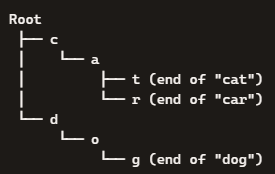 Root
├── c
│   └── a
│       ├── t (end of "cat")
│       └── r (end of "car")
└── d
    └── o
        └── g (end of "dog")